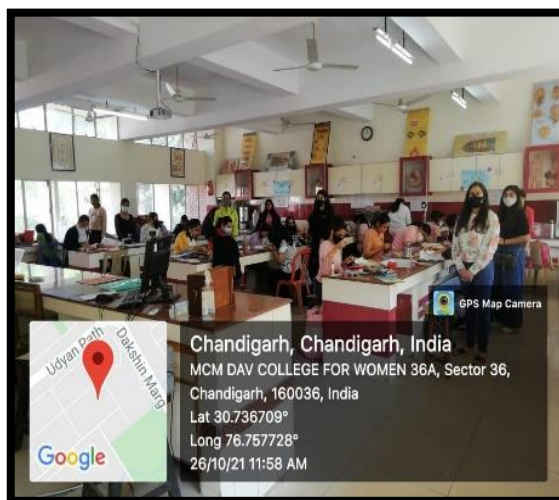 GPS Map Camera
Udyan Path
Dakshin Marg
Google
Chandigarh, Chandigarh, India
MCM DAV COLLEGE FOR WOMEN 36A, Sector 36,
Chandigarh, 160036, India
Lat 30.736709°
Long 76.757728°
26/10/21 11:58 AM